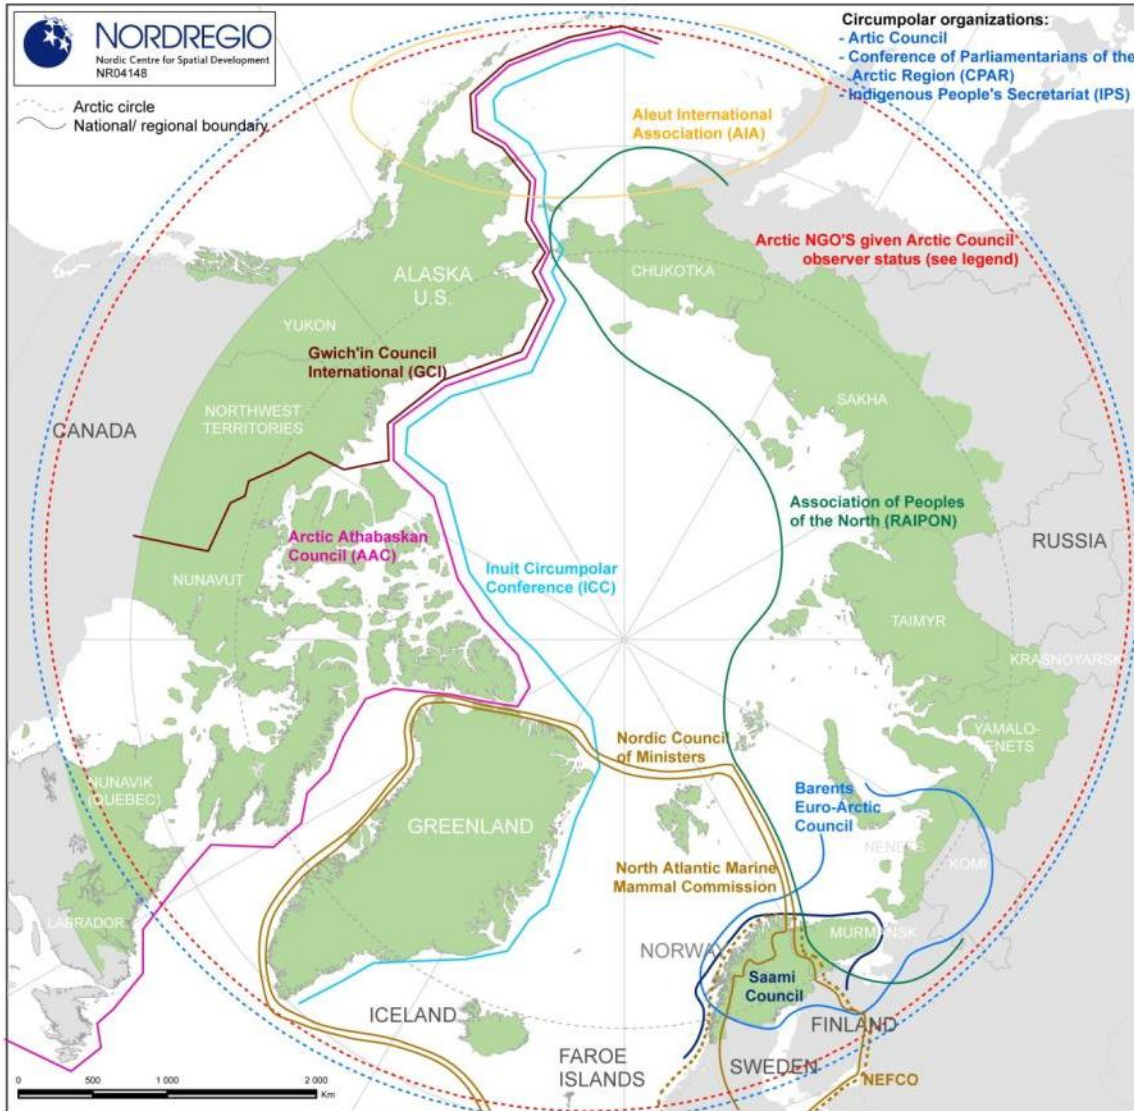 NORDREGIO
Nordic Centre for Spatial Development
NR04148
Arctic circle
National/ regional boundary
Circumpolar organizations:
- Artic Council
- Conference of Parliamentarians of the
Arctic Region (CPAR)
- Indigenous People's Secretariat (IPS)
Aleut International
Association (AIA)
Arctic NGO'S given Arctic Council
observer status (see legend)
ALASKA
U.S.
CHUKOTKA
YUKON
Gwich'in Council
International (GCI)
NORTHWEST
TERRITORIES
SAKHA
CANADA
Association of Peoples
of the North (RAIPON)
RUSSIA
Arctic Athabaskan
Council (AAC)
Inuit Circumpolar
Conference (ICC)
NUNAVUT
TAIMYR
KRASNOYARSK
YAMALO-
NENETS
Nordic Council
of Ministers
NUNAVIK
(QUEBEC)
Barents
Euro-Arctic
Council
GREENLAND
NENETS
KOMI
North Atlantic Marine
Mammal Commission
LABRADOR
MURMANSK
NORWAY
Saami
Council
ICELAND
FINLAND
FAROE
ISLANDS
SWEDEN
NEFCO
0 500 1 000 2 000
Km